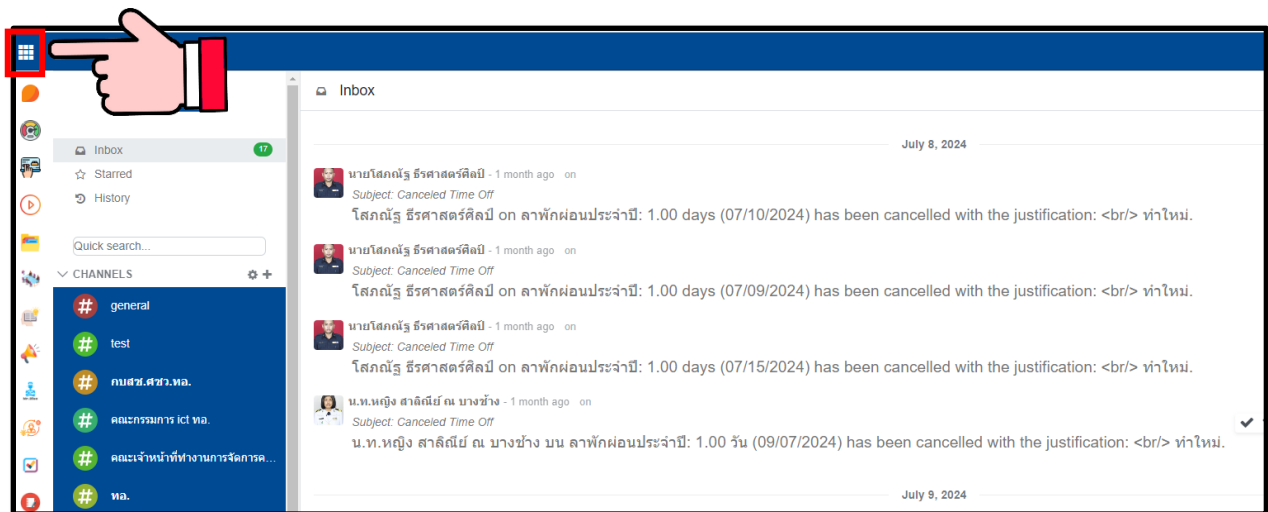 Inbox
Inbox 17
Starred
History
Quick search...
CHANNELS
general
test
กบสช.ศซว.ทอ.
คณะกรรมการ ict ทอ.
คณะเจ้าหน้าที่ทำงานการจัดการค...
ทอ.
July 8, 2024
นายโสภณัฐ ธีรศาสตร์ศิลป์ - 1 month ago on
Subject: Canceled Time Off
โสภณัฐ ธีรศาสตร์ศิลป์ on ลาพักผ่อนประจำปี: 1.00 days (07/10/2024) has been cancelled with the justification: <br/> ทำใหม่.
นายโสภณัฐ ธีรศาสตร์ศิลป์ - 1 month ago on
Subject: Canceled Time Off
โสภณัฐ ธีรศาสตร์ศิลป์ on ลาพักผ่อนประจำปี: 1.00 days (07/09/2024) has been cancelled with the justification: <br/> ทำใหม่.
นายโสภณัฐ ธีรศาสตร์ศิลป์ - 1 month ago on
Subject: Canceled Time Off
โสภณัฐ ธีรศาสตร์ศิลป์ on ลาพักผ่อนประจำปี: 1.00 days (07/15/2024) has been cancelled with the justification: <br/> ทำใหม่.
น.ท.หญิง สาลิณีย์ ณ บางช้าง - 1 month ago on
Subject: Canceled Time Off
น.ท.หญิง สาลิณีย์ ณ บางช้าง บน ลาพักผ่อนประจำปี: 1.00 วัน (09/07/2024) has been cancelled with the justification: <br/> ทำใหม่.
July 9, 2024